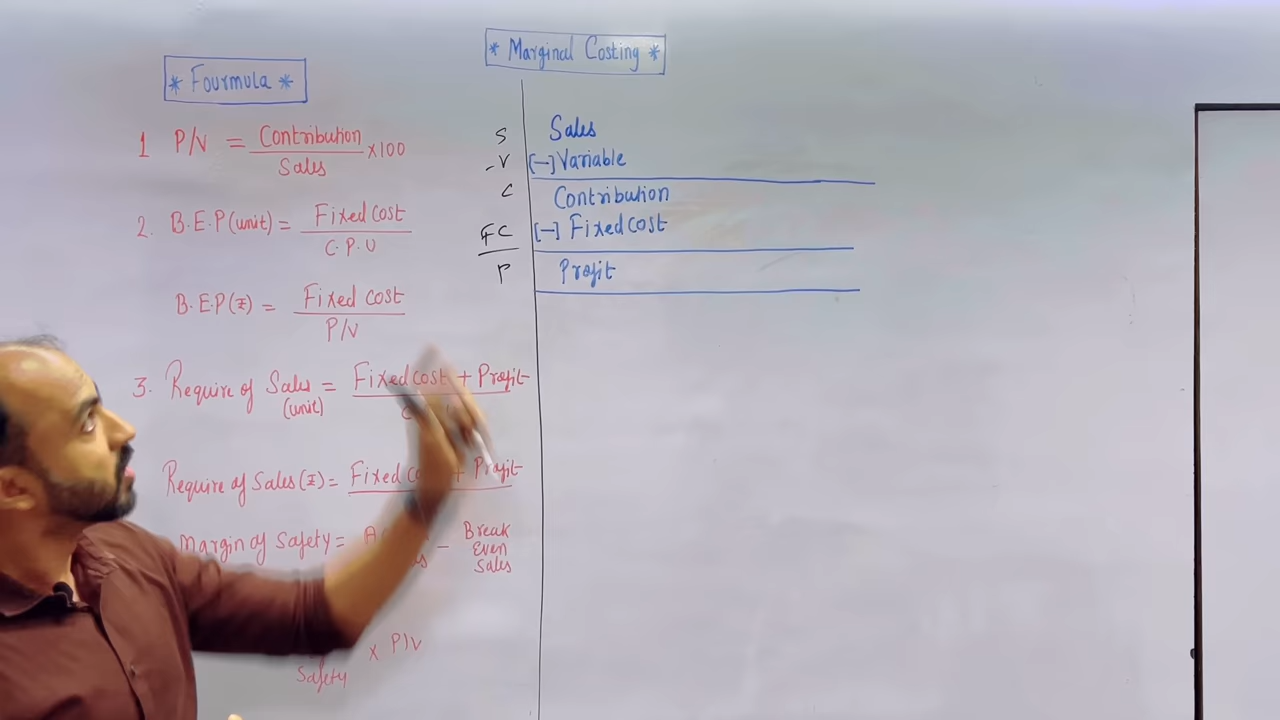 * Marginal Costing *
* Fourmula *
1 P/V = Contribution / Sales ×100
2. B.E.P(unit) = Fixed cost / C.P.U
B.E.P(₹) = Fixed cost / P/V
3. Require of Sales (unit) = Fixed cost + Profit
Require of Sales (₹) = Fixed + Profit
Margin of Safety = - Break Even Sales
Safety × P/V
S Sales
-V [-] Variable
C Contribution
FC [-] Fixed cost
P Profit